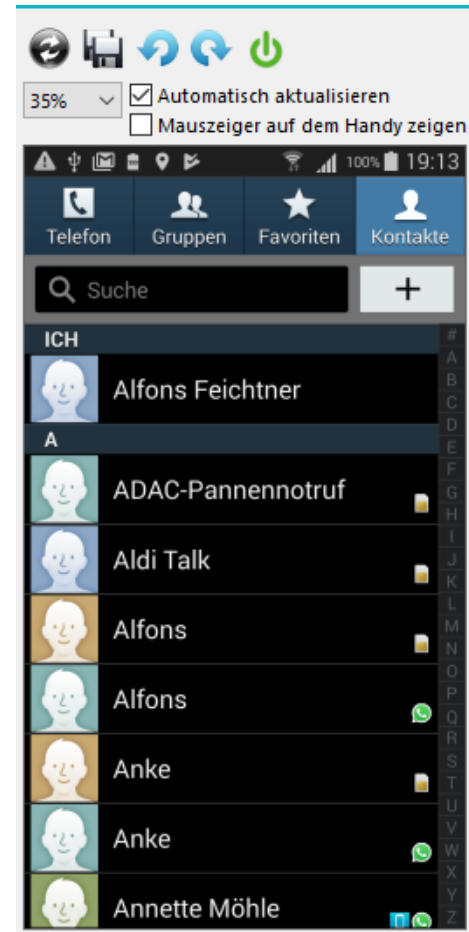 35%
Automatisch aktualisieren
Mauszeiger auf dem Handy zeigen
100% 19:13
Telefon Gruppen Favoriten Kontakte
Suche
+
ICH
Alfons Feichtner
A
ADAC-Pannennotruf
Aldi Talk
Alfons
Alfons
Anke
Anke
Annette Möhle
#
A
B
C
D
E
F
G
H
I
J
K
L
M
N
O
P
Q
R
S
T
U
V
W
X
Y
Z